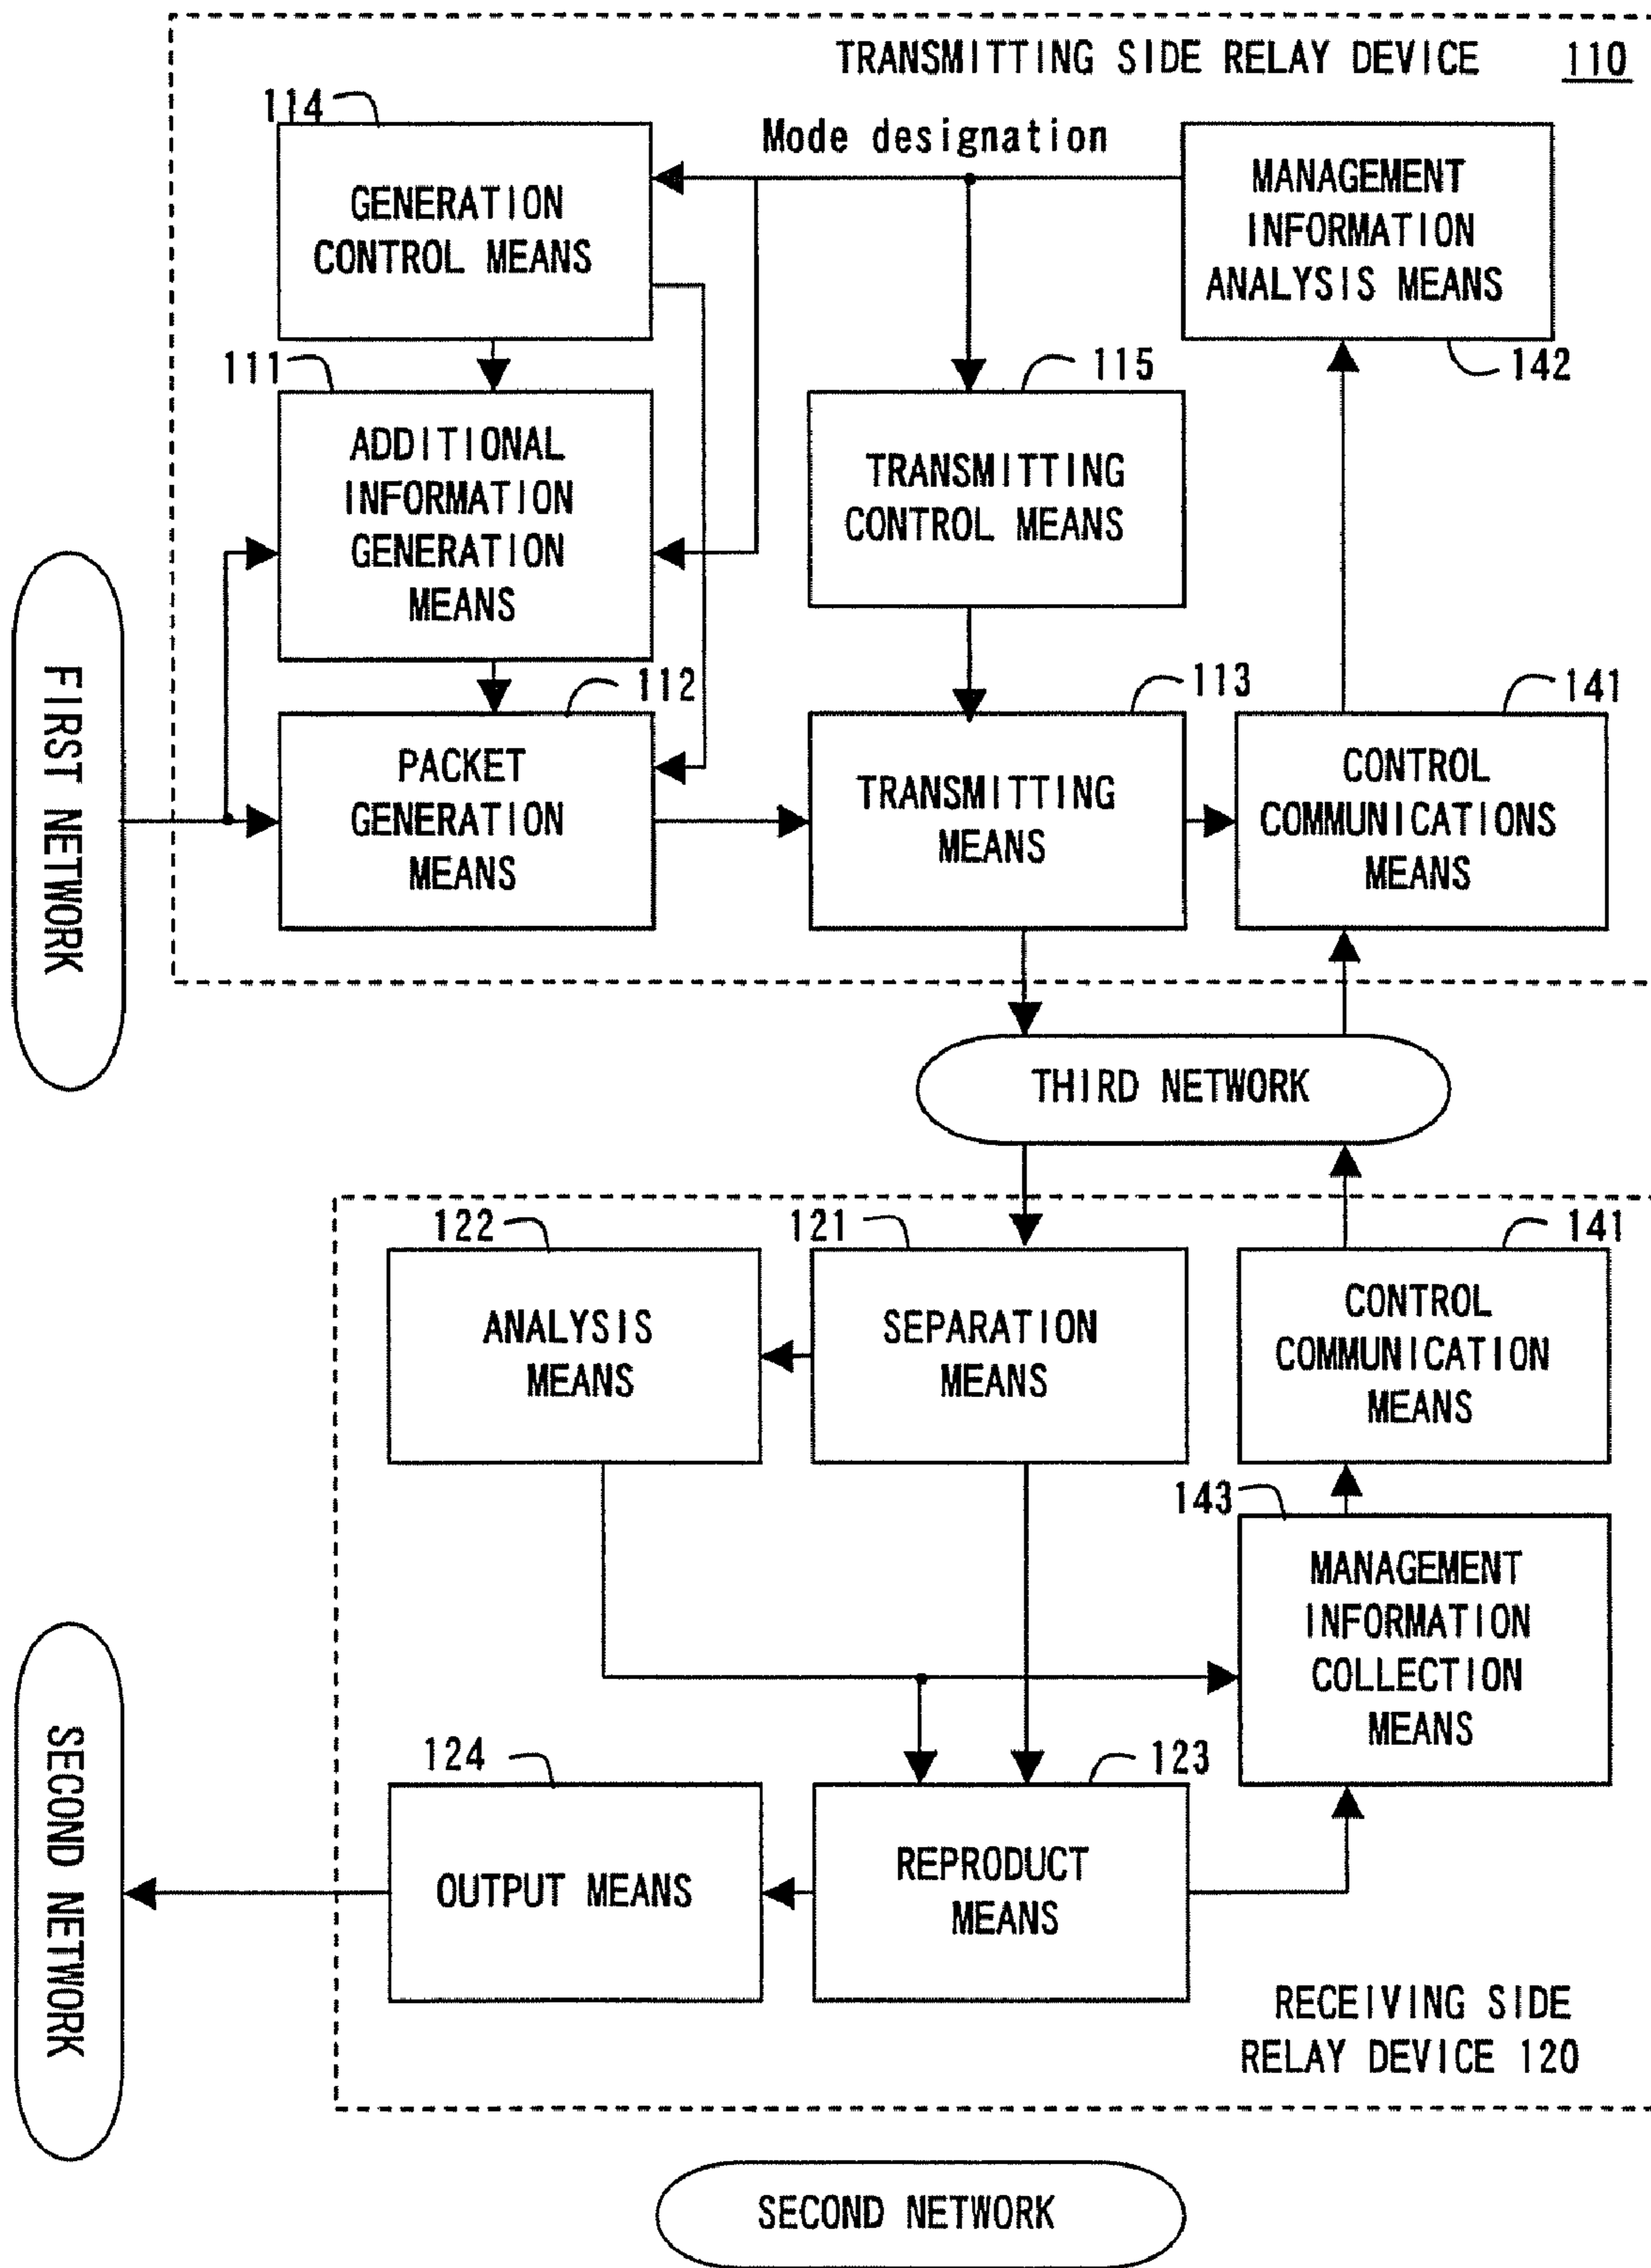 TRANSMITTING SIDE RELAY DEVICE 110
114
Mode designation
GENERATION
CONTROL MEANS
MANAGEMENT
INFORMATION
ANALYSIS MEANS
142
111
ADDITIONAL
INFORMATION
GENERATION
MEANS
115
TRANSMITTING
CONTROL MEANS
FIRST NETWORK
112
PACKET
GENERATION
MEANS
113
TRANSMITTING
MEANS
141
CONTROL
COMMUNICATIONS
MEANS
THIRD NETWORK
122
ANALYSIS
MEANS
121
SEPARATION
MEANS
141
CONTROL
COMMUNICATION
MEANS
143
MANAGEMENT
INFORMATION
COLLECTION
MEANS
SECOND NETWORK
124
OUTPUT MEANS
123
REPRODUCT
MEANS
RECEIVING SIDE
RELAY DEVICE 120
SECOND NETWORK